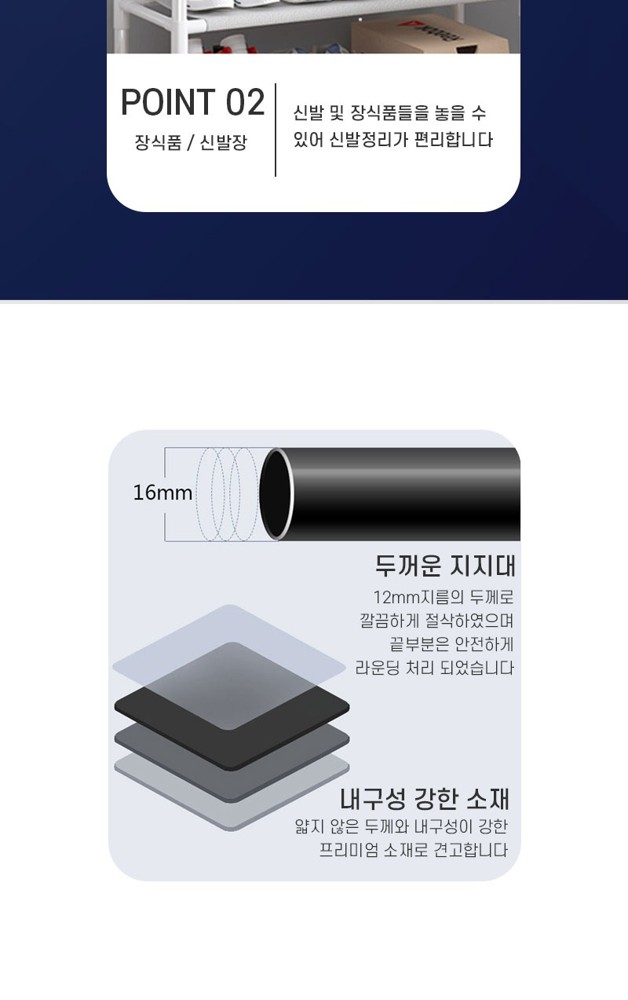 POINT 02
장식품 / 신발장
신발 및 장식품들을 놓을 수
있어 신발정리가 편리합니다
16mm
두꺼운 지지대
12mm지름의 두께로
깔끔하게 절삭하였으며
끝부분은 안전하게
라운딩 처리 되었습니다
내구성 강한 소재
얇지 않은 두께와 내구성이 강한
프리미엄 소재로 견고합니다